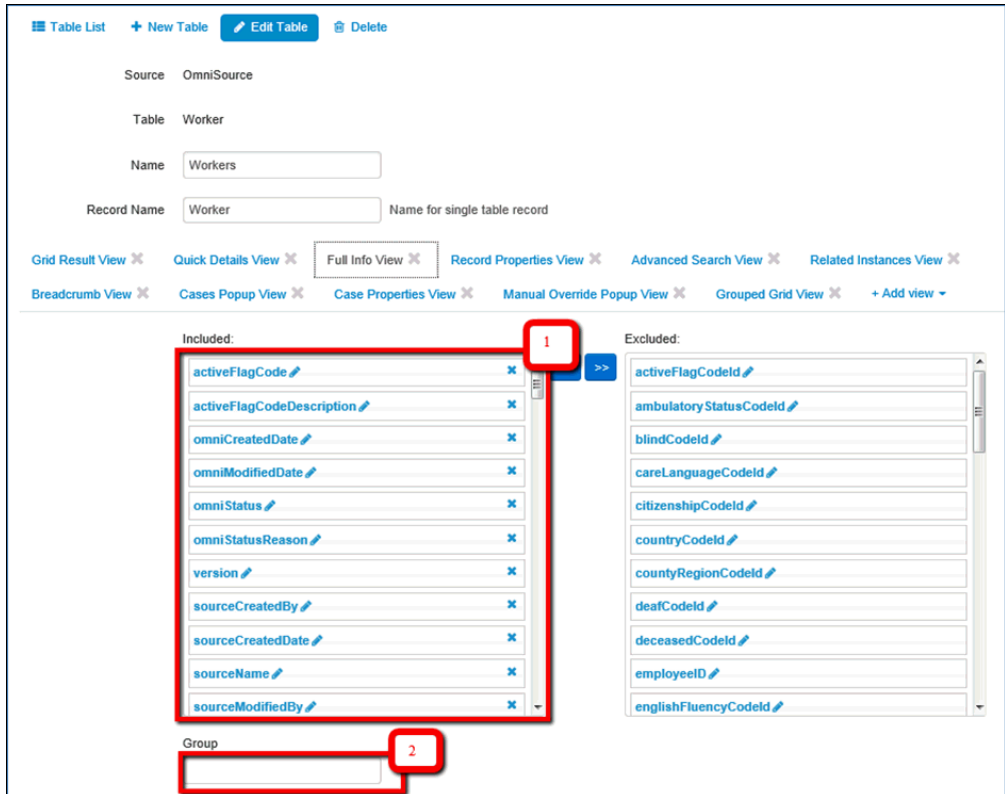 Table List + New Table Edit Table Delete
Source OmniSource
Table Worker
Name Workers
Record Name Worker Name for single table record
Grid Result View Quick Details View Full Info View Record Properties View Advanced Search View Related Instances View
Breadcrumb View Cases Popup View Case Properties View Manual Override Popup View Grouped Grid View + Add view
Included: 1 Excluded:
>>
activeFlagCode activeFlagCodeId
activeFlagCodeDescription ambulatoryStatusCodeId
omniCreatedDate blindCodeId
omniModifiedDate careLanguageCodeId
omniStatus citizenshipCodeId
omniStatusReason countryCodeId
version countyRegionCodeId
sourceCreatedBy deafCodeId
sourceCreatedDate deceasedCodeId
sourceName employeeID
sourceModifiedBy englishFluencyCodeId
Group 2